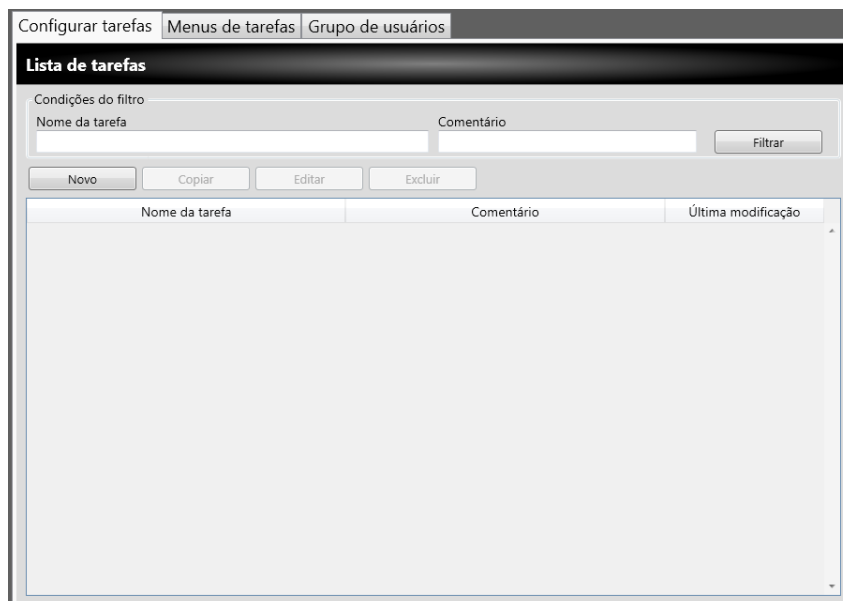 Configurar tarefas Menus de tarefas Grupo de usuários
Lista de tarefas
Condições do filtro
Nome da tarefa Comentário
Filtrar
Novo Copiar Editar Excluir
Nome da tarefa Comentário Última modificação